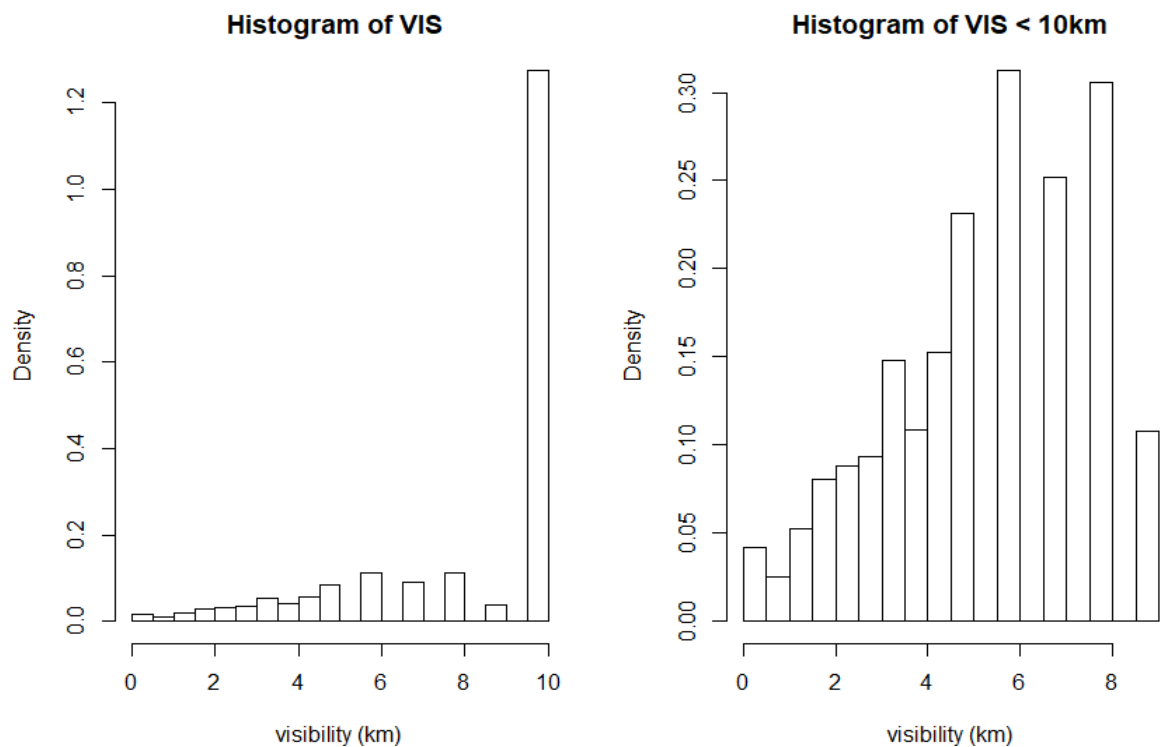 Histogram of VIS
Density
0.0 0.2 0.4 0.6 0.8 1.0 1.2
0 2 4 6 8 10
visibility (km)
Histogram of VIS < 10km
Density
0.00 0.05 0.10 0.15 0.20 0.25 0.30
0 2 4 6 8
visibility (km)